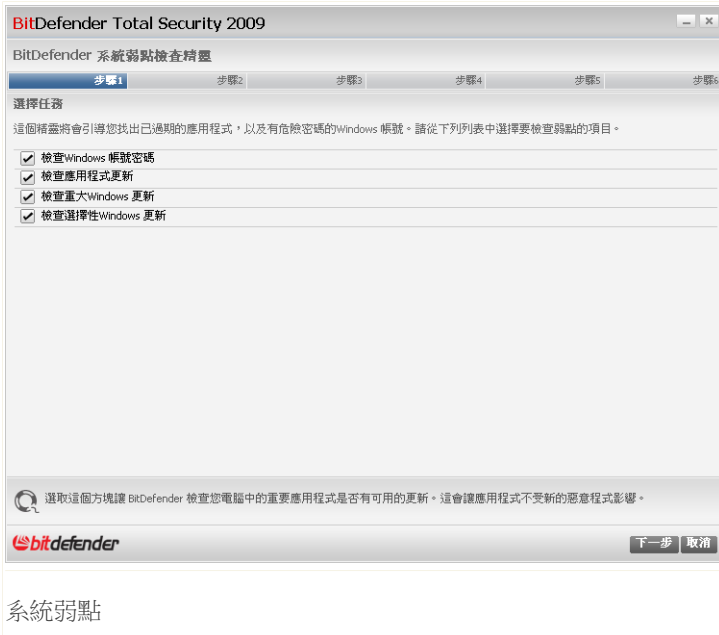 BitDefender Total Security 2009
BitDefender 系統弱點檢查精靈
步驟1 步驟2 步驟3 步驟4 步驟5 步驟6
選擇任務
這個精靈將會引導您找出已過期的應用程式，以及有危險密碼的Windows 帳號。請從下列列表中選擇要檢查弱點的項目。
檢查Windows 帳號密碼
檢查應用程式更新
檢查重大Windows 更新
檢查選擇性Windows 更新
選取這個方塊讓 BitDefender 檢查您電腦中的重要應用程式是否有可用的更新。這會讓應用程式不受新的惡意程式影響。
bitdefender
下一步 取消
系統弱點